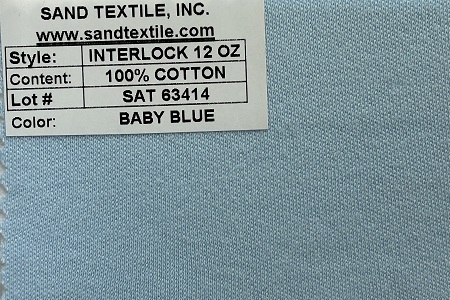 SAND TEXTILE, INC.
www.sandtextile.com
Style: INTERLOCK 12 OZ
Content: 100% COTTON
Lot # SAT 63414
Color: BABY BLUE